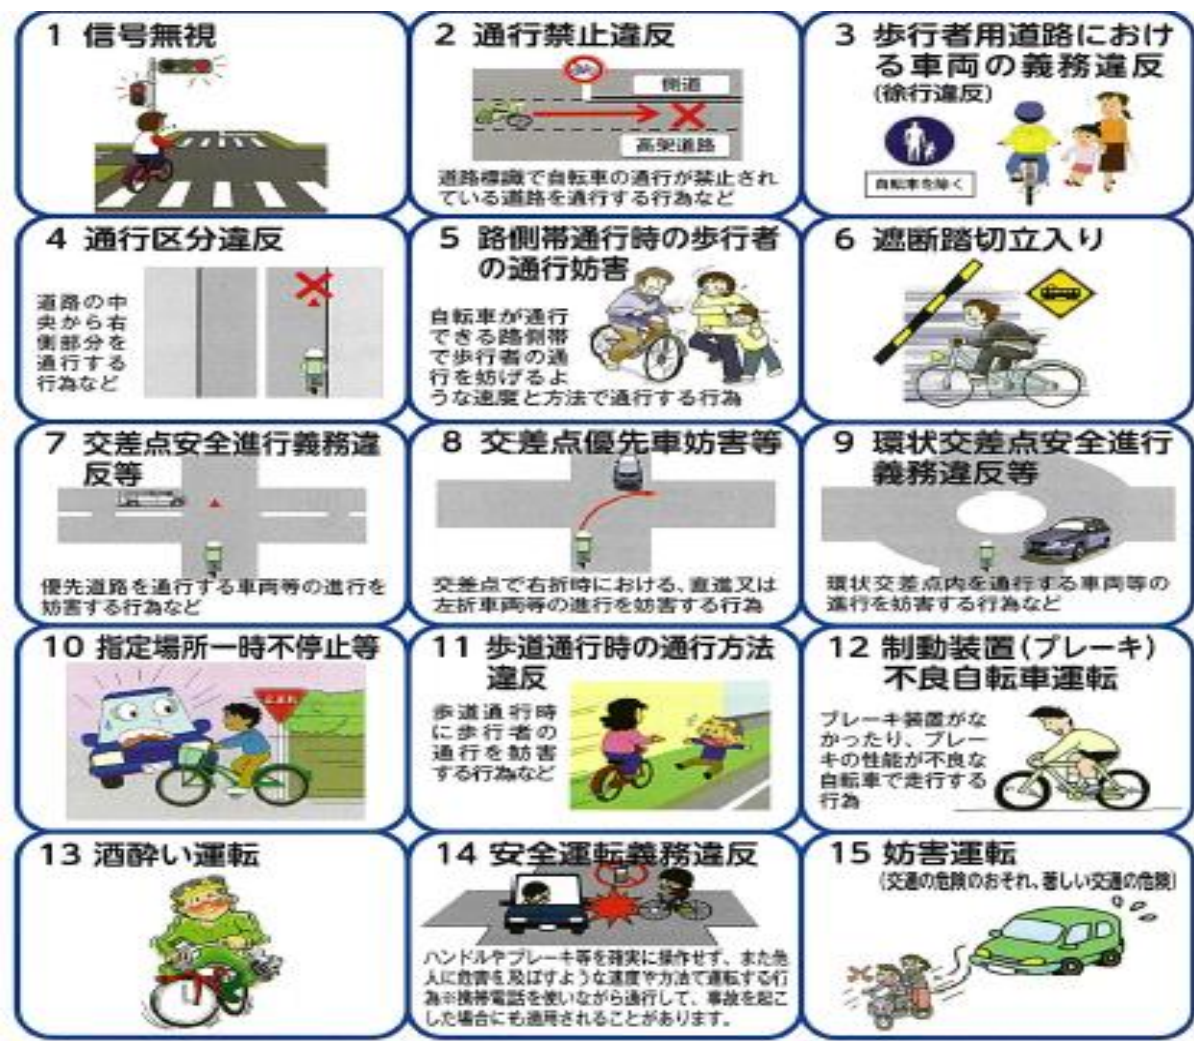 1 信号無視
2 通行禁止違反
側道
高架道路
道路標識で自転車の通行が禁止され
ている道路を通行する行為など
3 歩行者用道路におけ
る車両の義務違反
(徐行違反)
自転車を除く
4 通行区分違反
道路の中
央から右
側部分を
通行する
行為など
5 路側帯通行時の歩行者
の通行妨害
自転車が通行
できる路側帯
で歩行者の通
行を妨げるよ
うな速度と方法で通行する行為
6 遮断踏切立入り
7 交差点安全進行義務違
反等
優先道路を通行する車両等の進行を
妨害する行為など
8 交差点優先車妨害等
交差点で右折時における、直進又は
左折車両等の進行を妨害する行為
9 環状交差点安全進行
義務違反等
環状交差点内を通行する車両等の
進行を妨害する行為など
10 指定場所一時不停止等
11 歩道通行時の通行方法
違反
歩道通行時
に歩行者の
通行を妨害
する行為など
12 制動装置(ブレーキ)
不良自転車運転
ブレーキ装置がな
かったり、ブレー
キの性能が不良な
自転車で走行する
行為
13 酒酔い運転
14 安全運転義務違反
ハンドルやブレーキ等を確実に操作せず、また他
人に危害を及ぼすような速度や方法で運転する行
為※携帯電話を使いながら通行して、事故を起こ
した場合にも適用されることがあります。
15 妨害運転
(交通の危険のおそれ、著しい交通の危険)